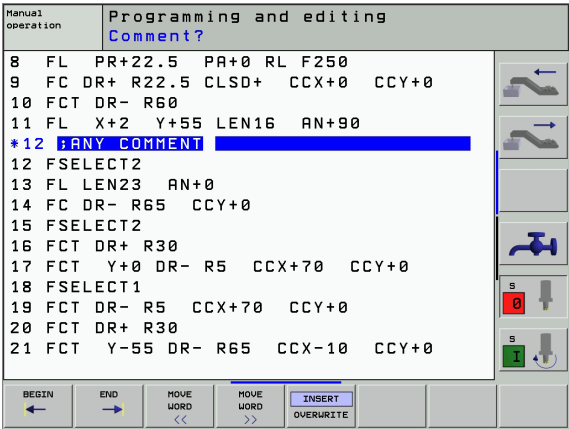 Manual
operation
Programming and editing
Comment?
8 FL PR+22.5 PA+0 RL F250
9 FC DR+ R22.5 CLSD+ CCX+0 CCY+0
10 FCT DR- R60
11 FL X+2 Y+55 LEN16 AN+90
*12 ;ANY COMMENT
12 FSELECT2
13 FL LEN23 AN+0
14 FC DR- R65 CCY+0
15 FSELECT2
16 FCT DR+ R30
17 FCT Y+0 DR- R5 CCX+70 CCY+0
18 FSELECT1
19 FCT DR- R5 CCX+70 CCY+0
20 FCT DR+ R30
21 FCT Y-55 DR- R65 CCX-10 CCY+0
S
0
S
I
BEGIN
END
MOVE
WORD
<<
MOVE
WORD
>>
INSERT
OVERWRITE